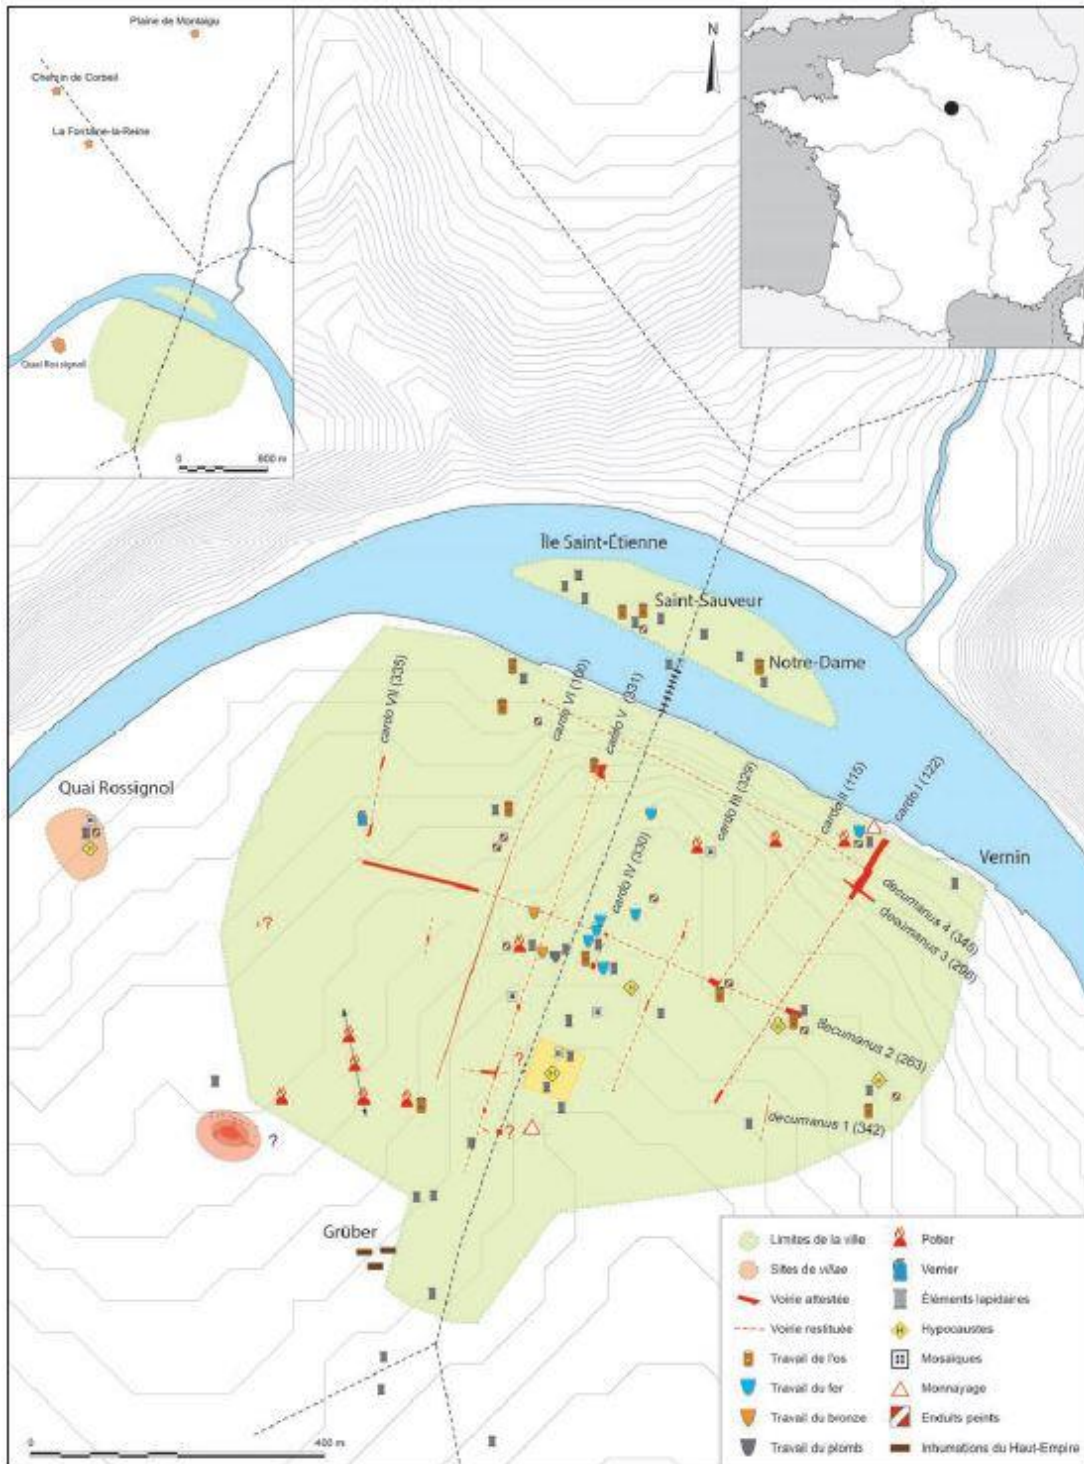 Plaine de Montaigu
Chemin de Corbeil
La Fontaine-la-Reine
Quai Rossignol
0 600 m
N
Île Saint-Étienne
Saint-Sauveur
Notre-Dame
cardo VII (335)
cardo VI (100)
cardo V (331)
cardo IV (330)
cardo III (329)
cardo II (115)
cardo I (122)
Quai Rossignol
Vernin
decumanus 4 (345)
decumanus 3 (296)
decumanus 2 (263)
decumanus 1 (342)
?
?
?
?
Grüber
Limites de la ville
Sites de villae
Voirie attestée
Voirie restituée
Travail de l'os
Travail du fer
Travail du bronze
Travail du plomb
Potier
Verrier
Éléments lapidaires
H Hypocaustes
Mosaïques
Monnayage
Enduits peints
Inhumations du Haut-Empire
0 400 m